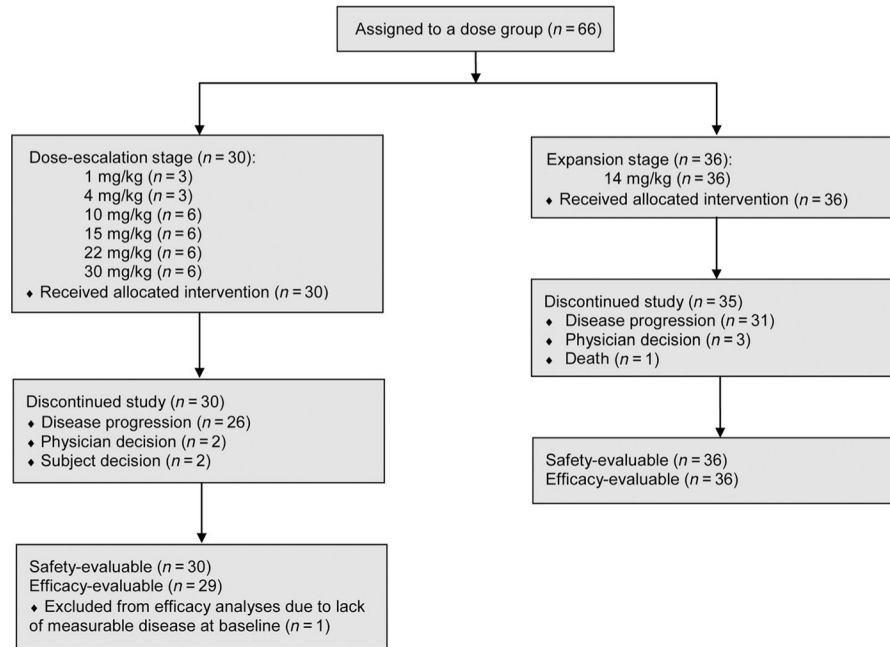 Assigned to a dose group (n = 66)
Dose-escalation stage (n = 30):
1 mg/kg (n = 3)
4 mg/kg (n = 3)
10 mg/kg (n = 6)
15 mg/kg (n = 6)
22 mg/kg (n = 6)
30 mg/kg (n = 6)
♦ Received allocated intervention (n = 30)
Discontinued study (n = 30)
♦ Disease progression (n = 26)
♦ Physician decision (n = 2)
♦ Subject decision (n = 2)
Safety-evaluable (n = 30)
Efficacy-evaluable (n = 29)
♦ Excluded from efficacy analyses due to lack
of measurable disease at baseline (n = 1)
Expansion stage (n = 36):
14 mg/kg (n = 36)
♦ Received allocated intervention (n = 36)
Discontinued study (n = 35)
♦ Disease progression (n = 31)
♦ Physician decision (n = 3)
♦ Death (n = 1)
Safety-evaluable (n = 36)
Efficacy-evaluable (n = 36)